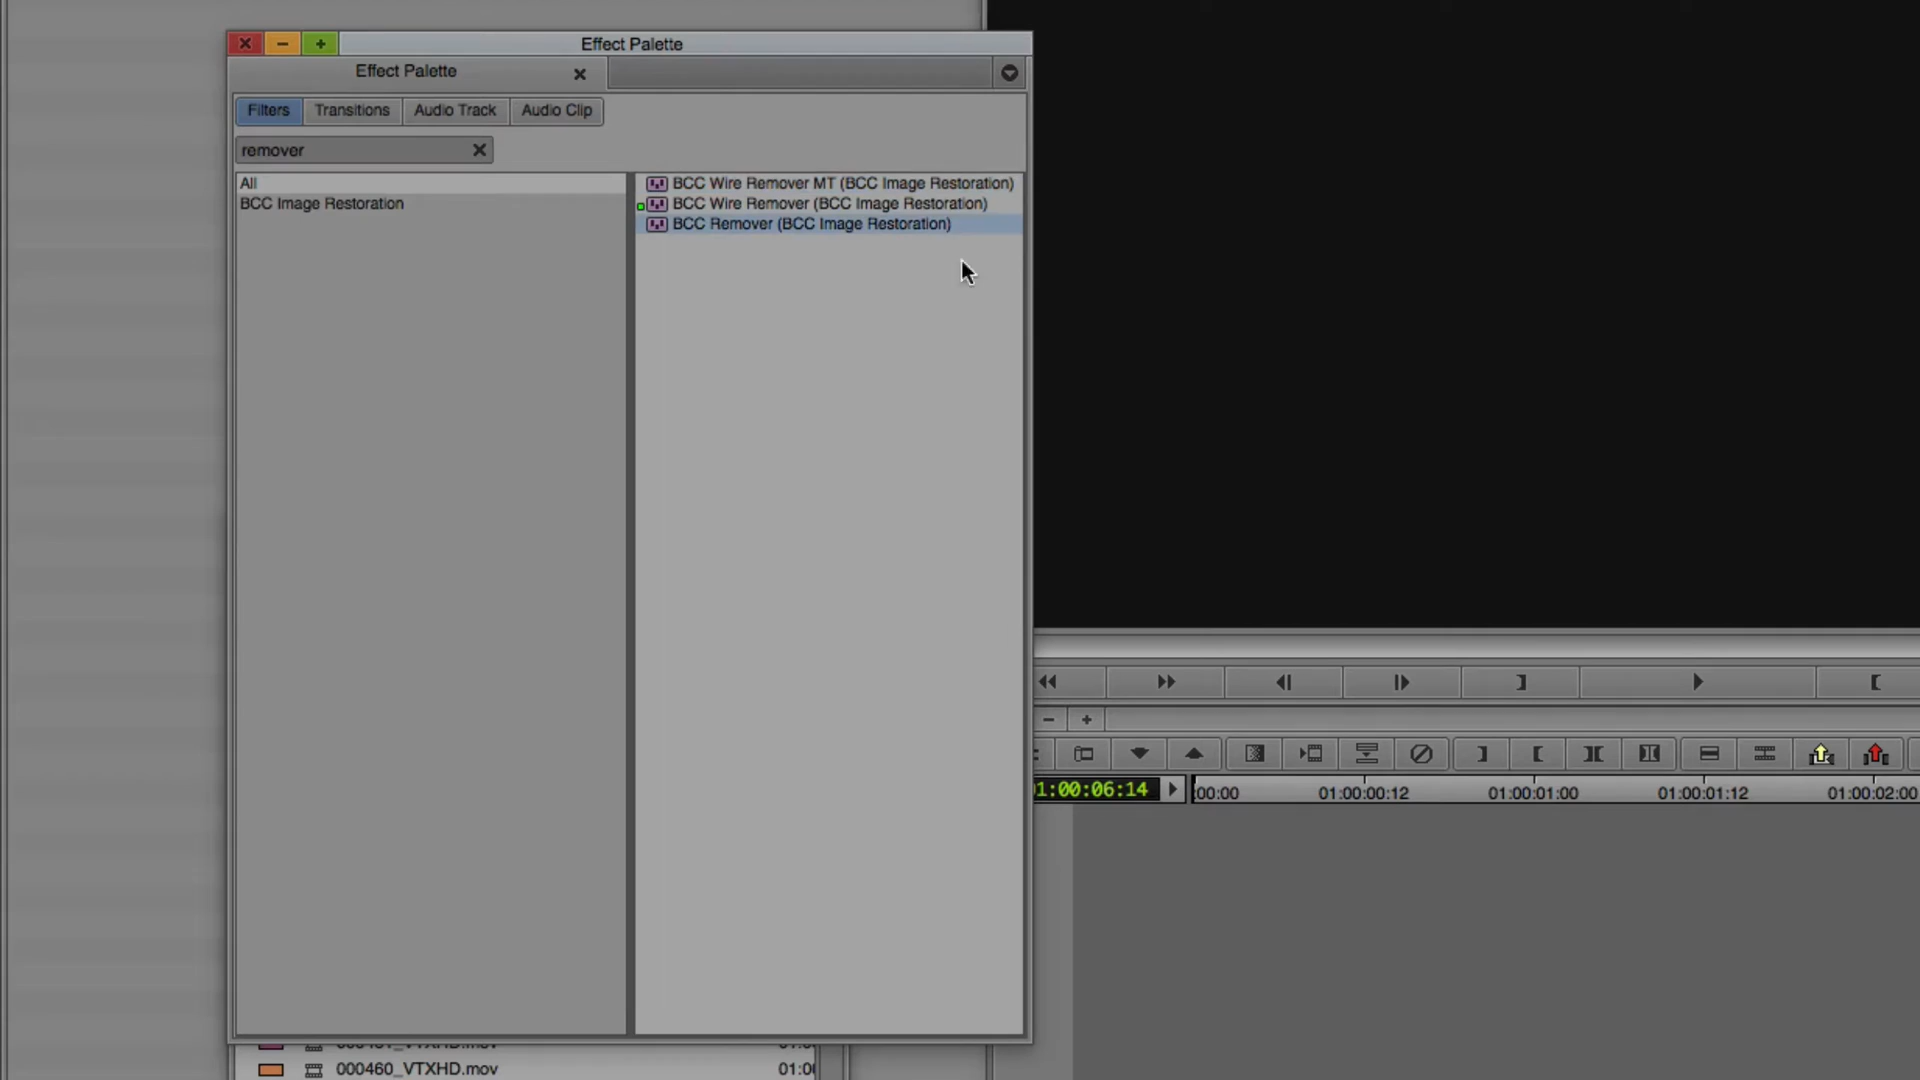 Effect Palette
Effect Palette
Filters Transitions Audio Track Audio Clip
remover
All
BCC Image Restoration
BCC Wire Remover MT (BCC Image Restoration)
BCC Wire Remover (BCC Image Restoration)
BCC Remover (BCC Image Restoration)
1:00:06:14
:00:00 01:00:00:12 01:00:01:00 01:00:01:12 01:00:02:00
000460_VTXHD.mov 01:0